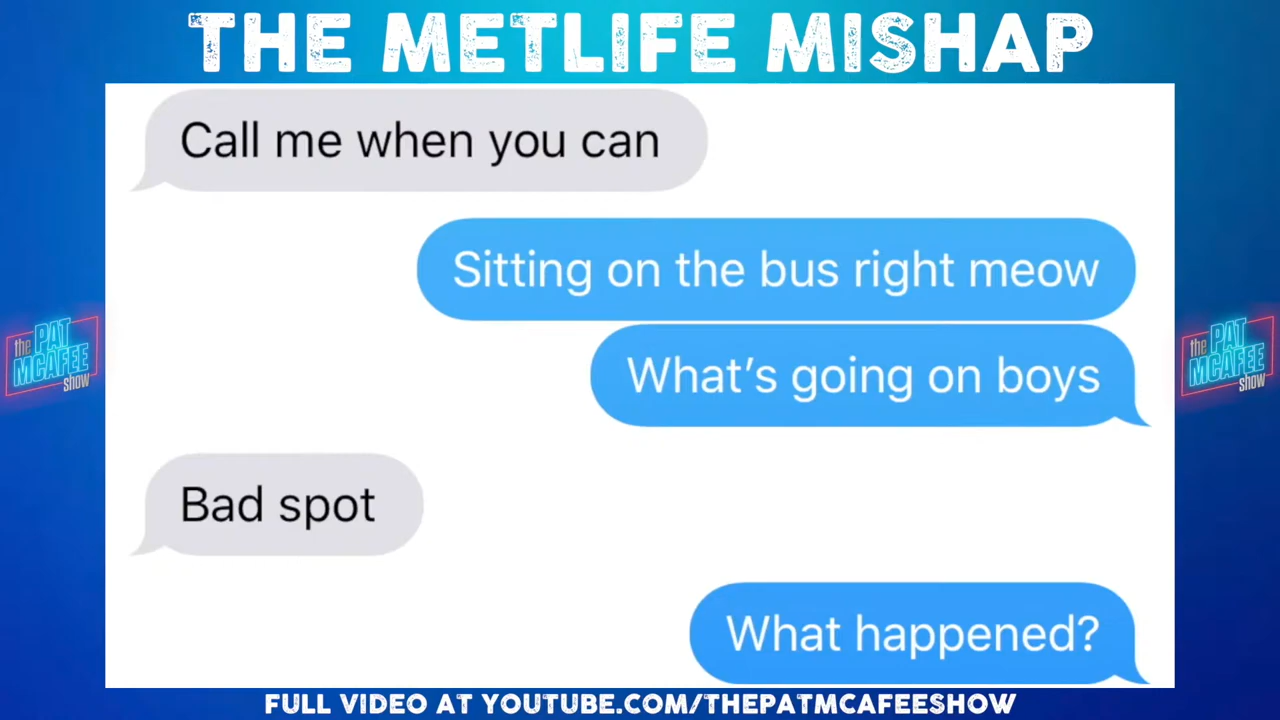 THE METLIFE MISHAP
Call me when you can
Sitting on the bus right meow
What's going on boys
the PAT
MCAFEE
show
the PAT
MCAFEE
show
Bad spot
What happened?
FULL VIDEO AT YOUTUBE.COM/THEPATMCAFEESHOW